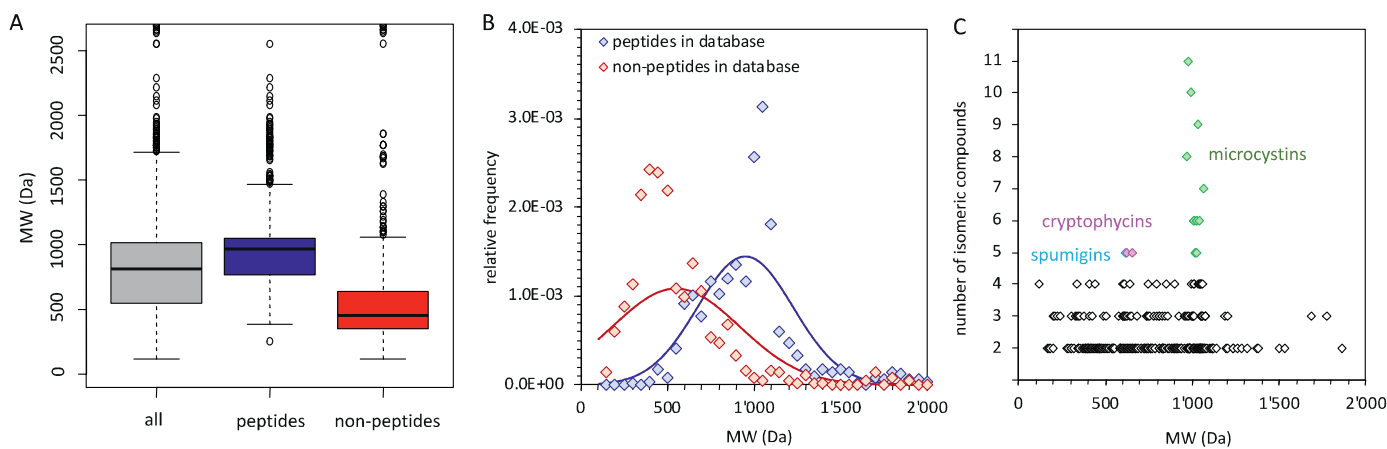 A
MW (Da)
2500
2000
1500
1000
500
0
all
peptides
non-peptides
B
relative frequency
4.0E-03
3.0E-03
2.0E-03
1.0E-03
0.0E+00
peptides in database
non-peptides in database
0
500
1'000
1'500
2'000
MW (Da)
C
number of isomeric compounds
11
10
9
8
7
6
5
4
3
2
microcystins
cryptophycins
spumigins
0
500
1'000
1'500
2'000
MW (Da)